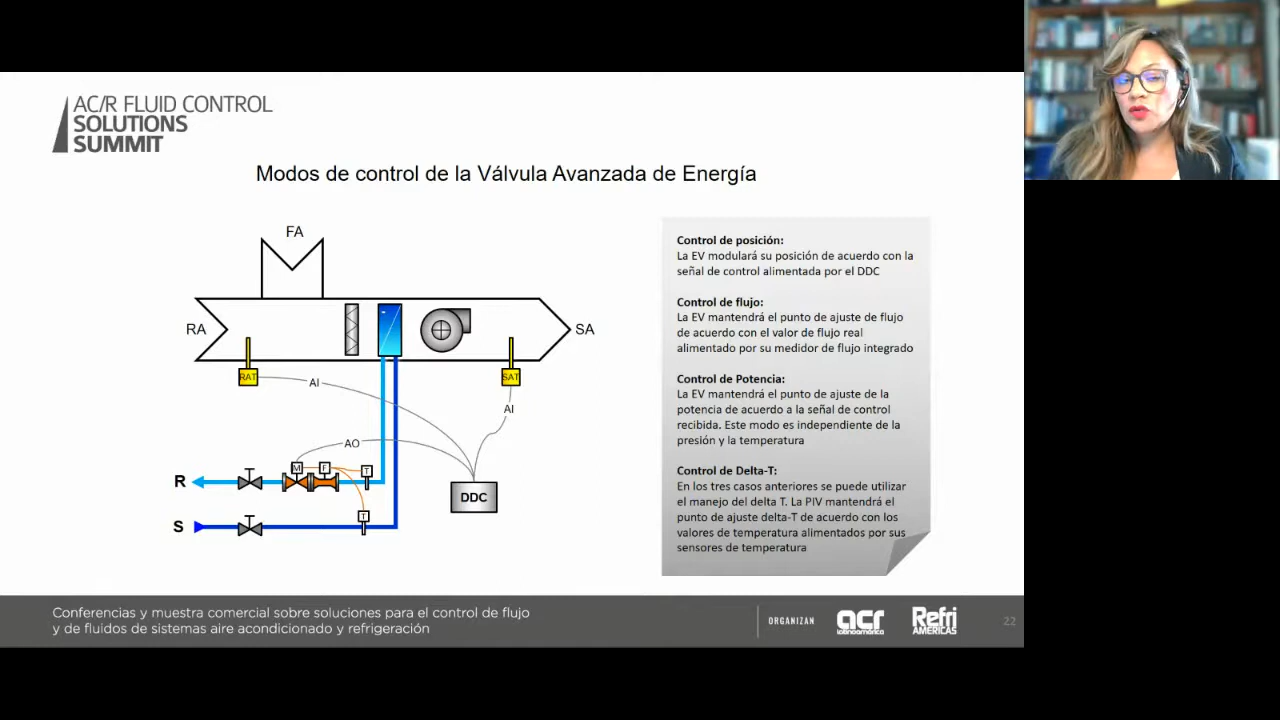 AC/R FLUID CONTROL
SOLUTIONS
SUMMIT
Modos de control de la Válvula Avanzada de Energía
FA
RA
SA
RAT
AI
SAT
AI
AO
M
F
T
R
DDC
T
S
Control de posición:
La EV modulará su posición de acuerdo con la
señal de control alimentada por el DDC
Control de flujo:
La EV mantendrá el punto de ajuste de flujo
de acuerdo con el valor de flujo real
alimentado por su medidor de flujo integrado
Control de Potencia:
La EV mantendrá el punto de ajuste de la
potencia de acuerdo a la señal de control
recibida. Este modo es independiente de la
presión y la temperatura
Control de Delta-T:
En los tres casos anteriores se puede utilizar
el manejo del delta T. La PIV mantendrá el
punto de ajuste delta-T de acuerdo con los
valores de temperatura alimentados por sus
sensores de temperatura
Conferencias y muestra comercial sobre soluciones para el control de flujo
y de fluidos de sistemas aire acondicionado y refrigeración
ORGANIZAN
acr
latinoamérica
Refri
AMÉRICAS
22